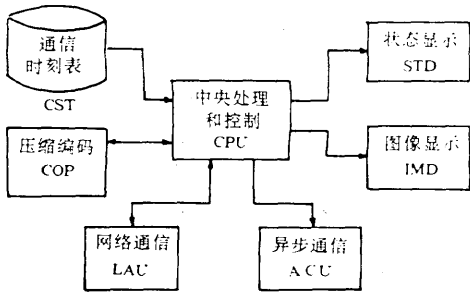 通信
时刻表
CST
中央处理
和控制
CPU
状态显示
STD
压缩编码
COP
图像显示
IMD
网络通信
LAU
异步通信
ACU